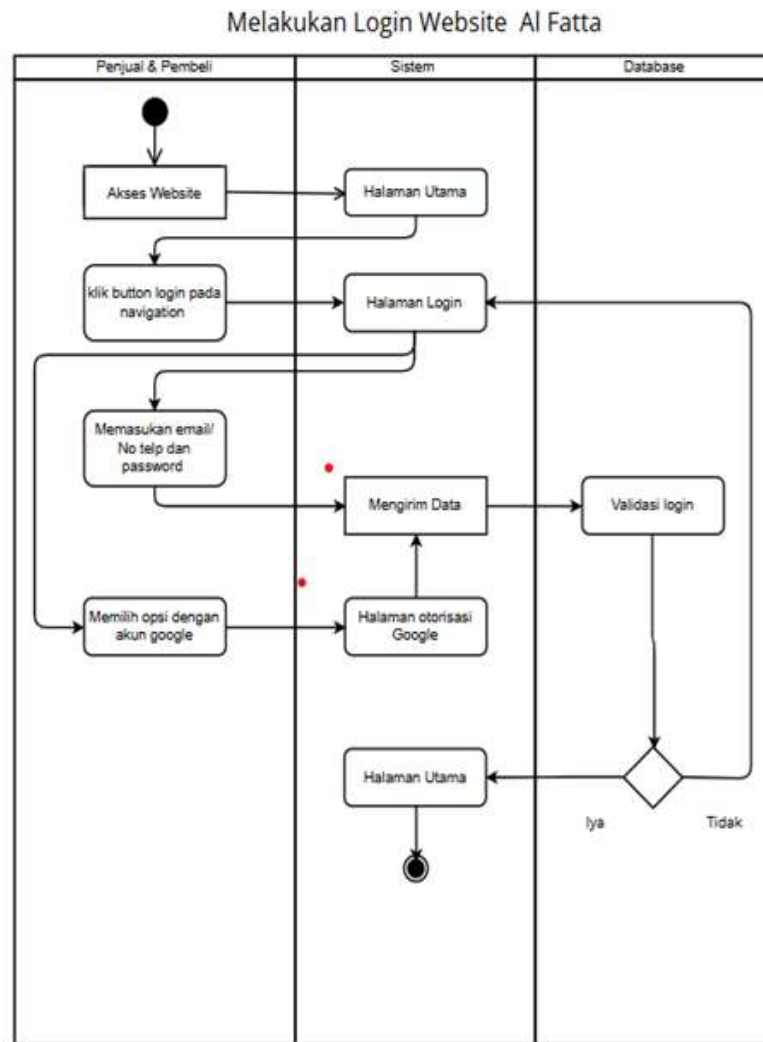 Melakukan Login Website Al Fatta
Penjual & Pembeli
Sistem
Database
Akses Website
Halaman Utama
klik button login pada
navigation
Halaman Login
Memasukan email/
No telp dan
password
Mengirim Data
Validasi login
Memilih opsi dengan
akun google
Halaman otorisasi
Google
Halaman Utama
Iya
Tidak